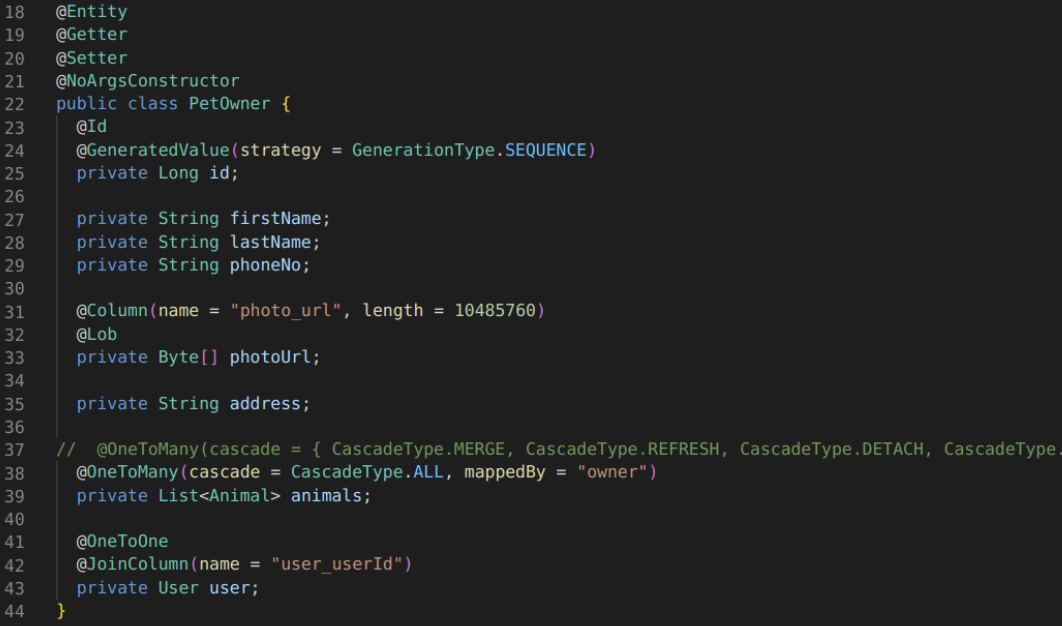 18 @Entity
19 @Getter
20 @Setter
21 @NoArgsConstructor
22 public class PetOwner {
23 @Id
24 @GeneratedValue(strategy = GenerationType.SEQUENCE)
25 private Long id;
26
27 private String firstName;
28 private String lastName;
29 private String phoneNo;
30
31 @Column(name = "photo_url", length = 10485760)
32 @Lob
33 private Byte[] photoUrl;
34
35 private String address;
36
37 // @OneToMany(cascade = { CascadeType.MERGE, CascadeType.REFRESH, CascadeType.DETACH, CascadeType.
38 @OneToMany(cascade = CascadeType.ALL, mappedBy = "owner")
39 private List<Animal> animals;
40
41 @OneToOne
42 @JoinColumn(name = "user_userId")
43 private User user;
44 }